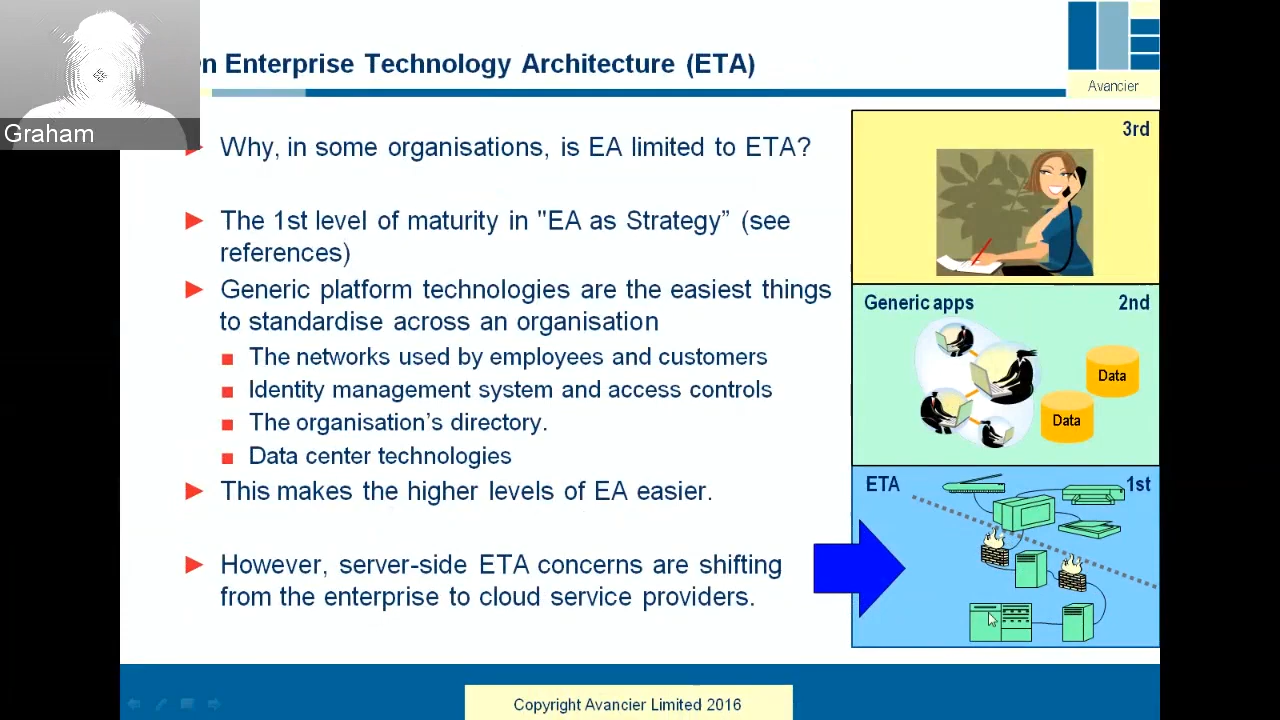 n Enterprise Technology Architecture (ETA)
Avancier
Graham
Why, in some organisations, is EA limited to ETA?
The 1st level of maturity in "EA as Strategy” (see
references)
Generic platform technologies are the easiest things
to standardise across an organisation
The networks used by employees and customers
Identity management system and access controls
The organisation’s directory.
Data center technologies
This makes the higher levels of EA easier.
However, server-side ETA concerns are shifting
from the enterprise to cloud service providers.
3rd
Generic apps 2nd
Data
Data
ETA 1st
Copyright Avancier Limited 2016